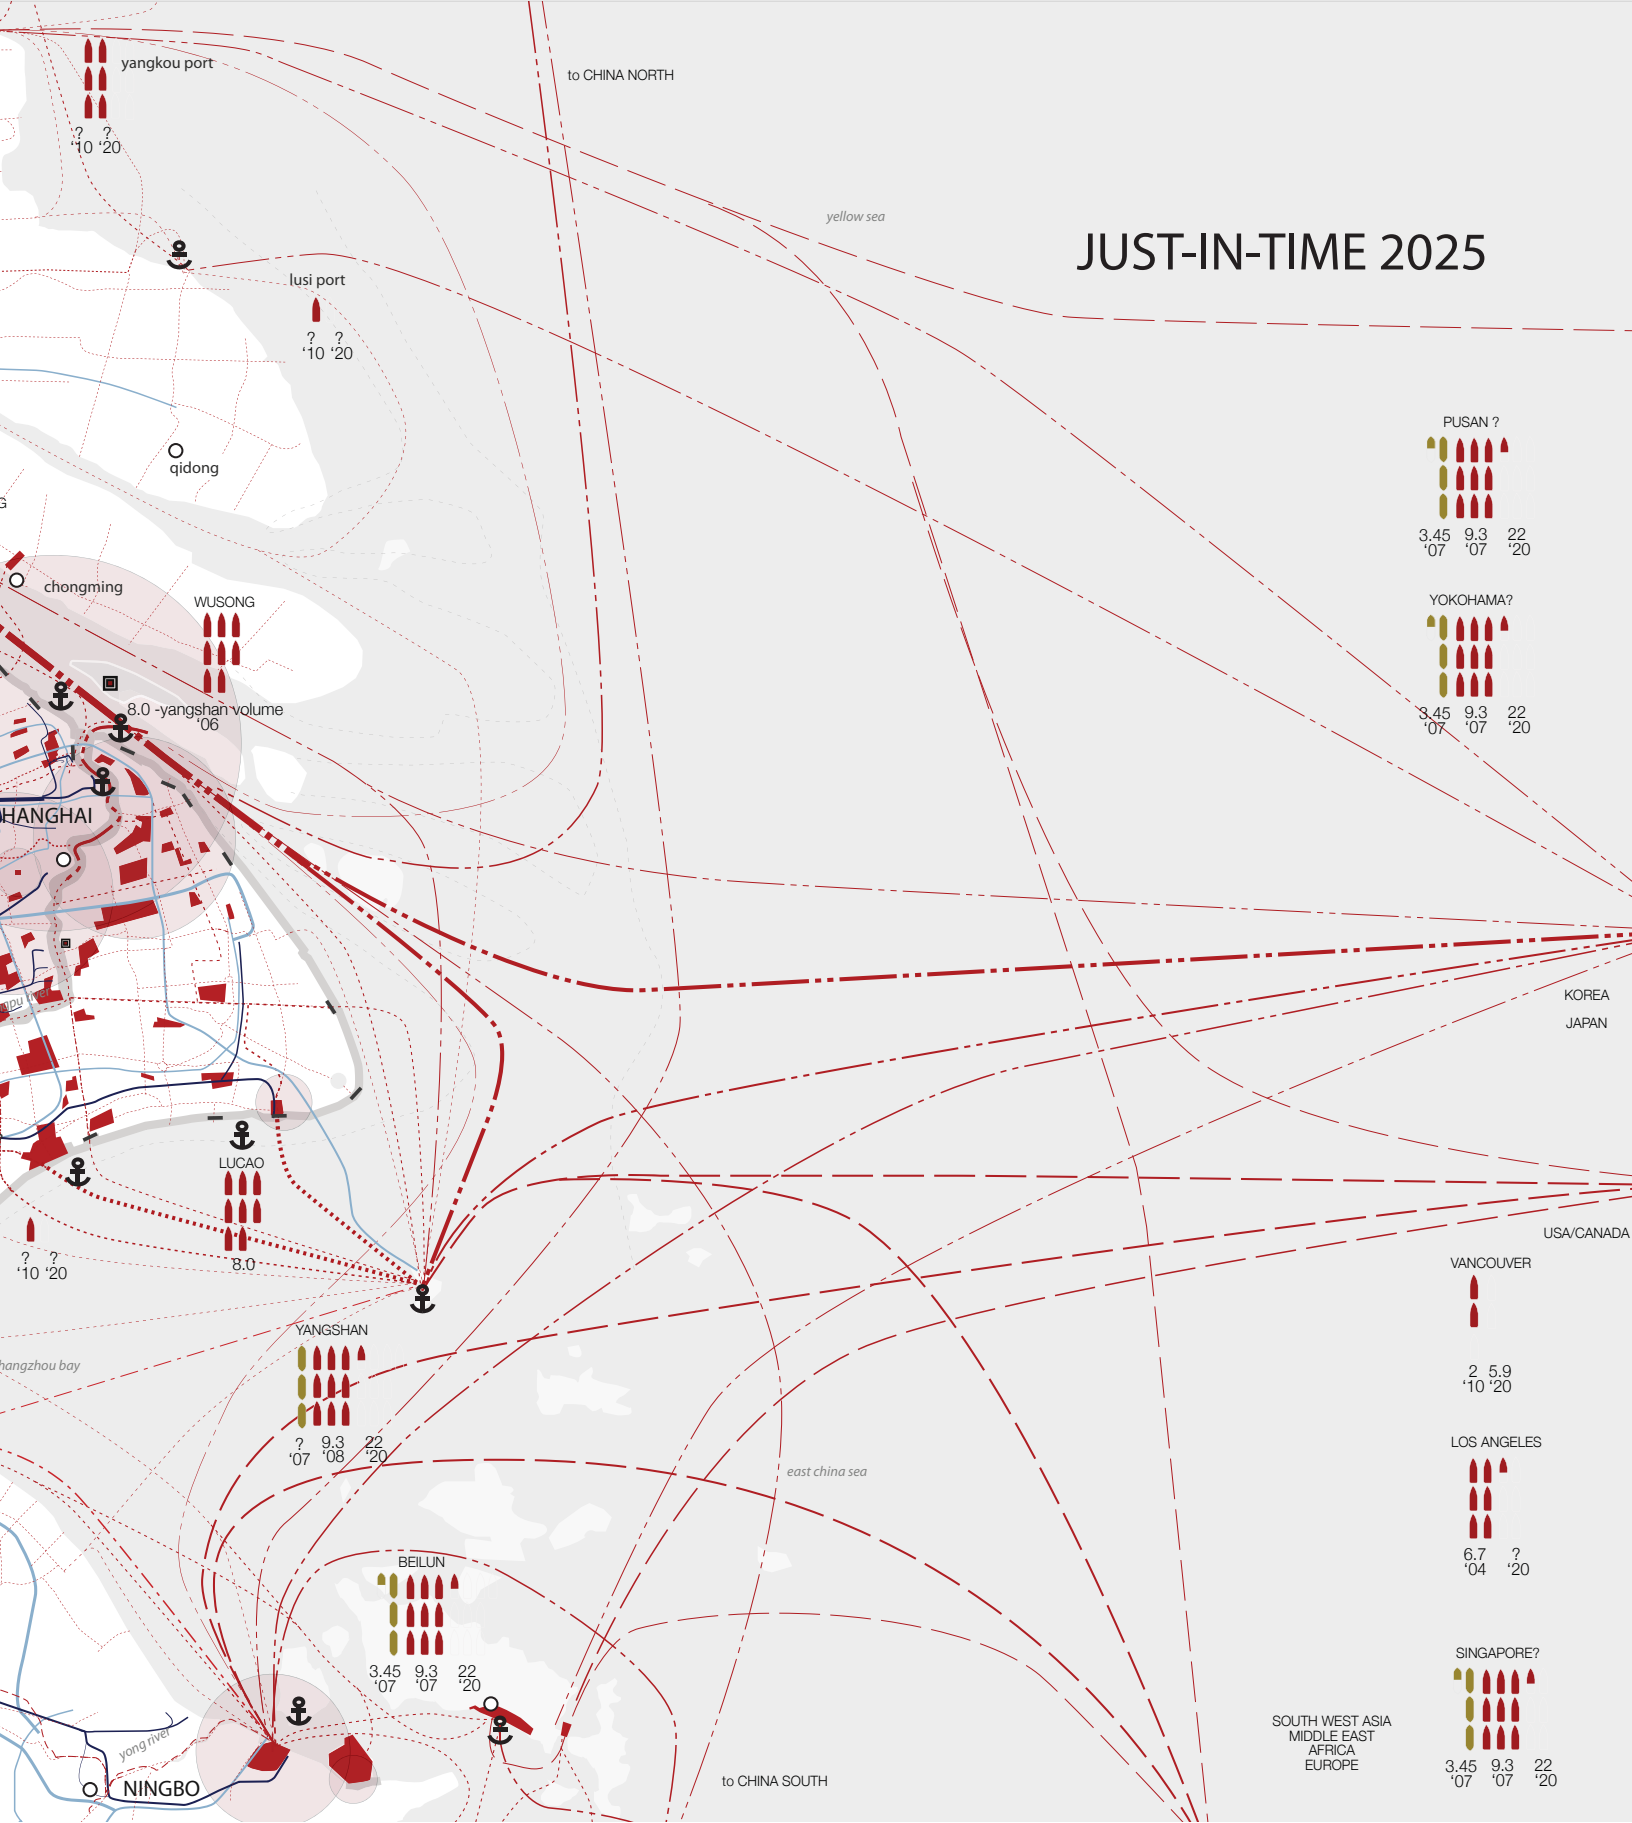 yangkou port
? ?
‘10 ‘20
to CHINA NORTH
yellow sea
JUST-IN-TIME 2025
lusi port
? ?
‘10 ‘20
qidong
G
chongming
WUSONG
8.0 -yangshan volume
‘06
HANGHAI
PUSAN ?
3.45 9.3 22
‘07 ‘07 ‘20
YOKOHAMA?
3.45 9.3 22
‘07 ‘07 ‘20
gpu river
KOREA
JAPAN
LUCAO
8.0
? ?
‘10 ‘20
USA/CANADA
VANCOUVER
2 5.9
‘10 ‘20
YANGSHAN
? 9.3 22
‘07 ‘08 ‘20
hangzhou bay
LOS ANGELES
6.7 ?
‘04 ‘20
east china sea
BEILUN
3.45 9.3 22
‘07 ‘07 ‘20
SINGAPORE?
3.45 9.3 22
‘07 ‘07 ‘20
SOUTH WEST ASIA
MIDDLE EAST
AFRICA
EUROPE
yong river
NINGBO
to CHINA SOUTH